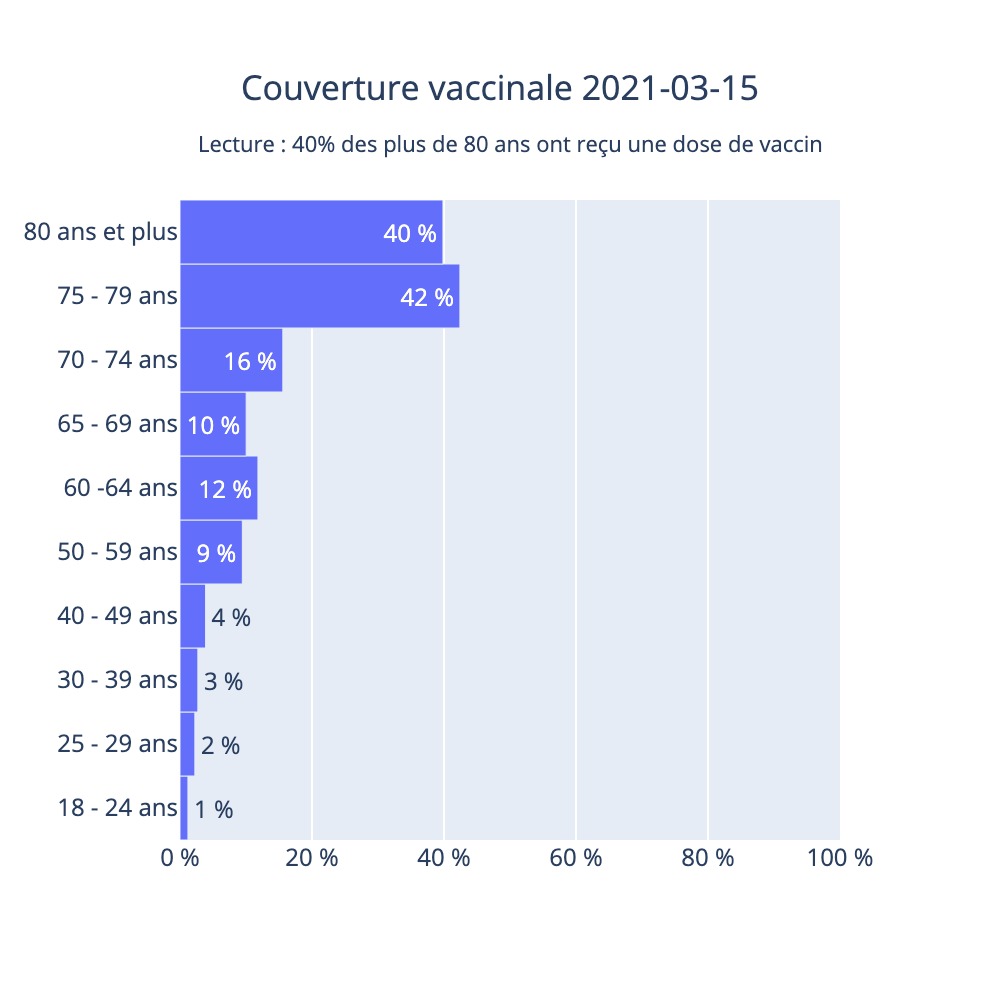 Couverture vaccinale 2021-03-15
Lecture : 40% des plus de 80 ans ont reçu une dose de vaccin
80 ans et plus 40 %
75 - 79 ans 42 %
70 - 74 ans 16 %
65 - 69 ans 10 %
60 -64 ans 12 %
50 - 59 ans 9 %
40 - 49 ans 4 %
30 - 39 ans 3 %
25 - 29 ans 2 %
18 - 24 ans 1 %
0 % 20 % 40 % 60 % 80 % 100 %